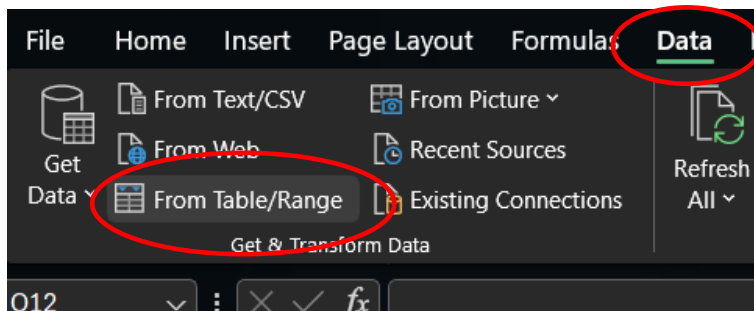 File Home Insert Page Layout Formulas Data
From Text/CSV From Picture
From Web Recent Sources
Get Data
From Table/Range Existing Connections
Refresh All
Get & Transform Data
O12 fx